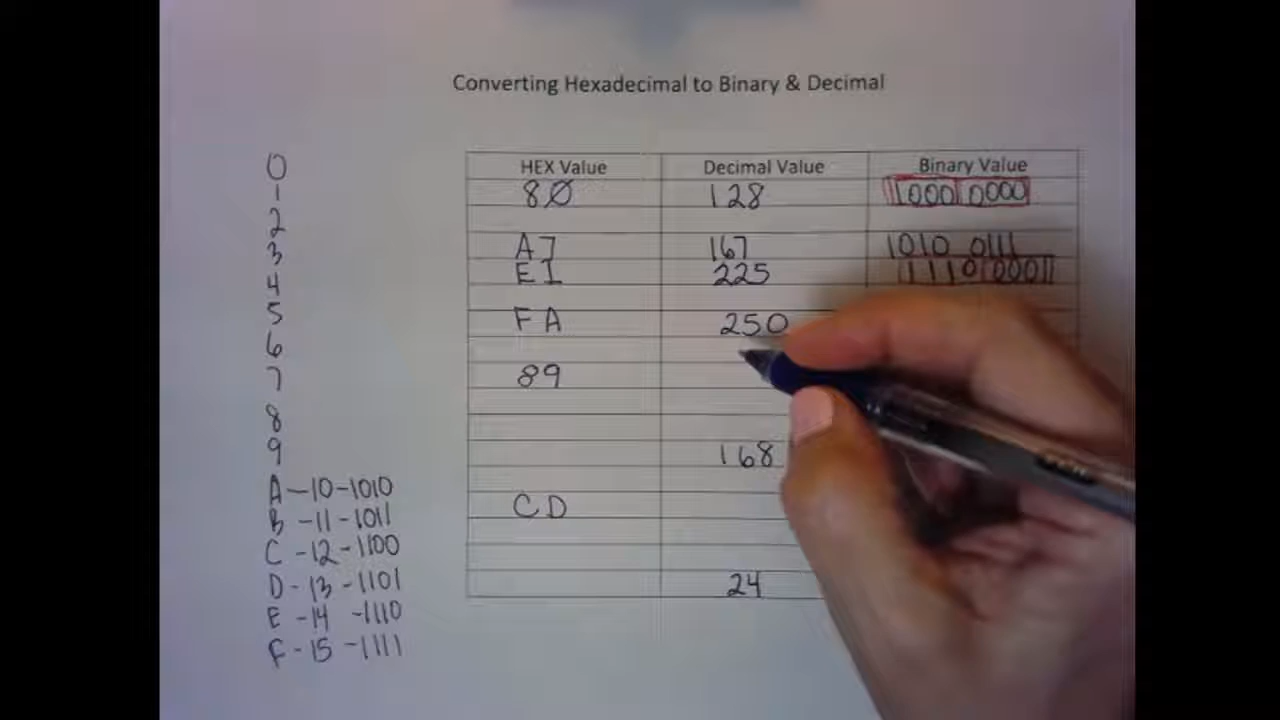 Converting Hexadecimal to Binary & Decimal
0
1
2
3
4
5
6
7
8
9
A-10-1010
B-11-1011
C-12-1100
D-13-1101
E-14-1110
F-15-1111
HEX Value Decimal Value Binary Value
80 128 1000 0000
A7 167 1010 0111
E1 225 1110 0001
FA 250
89
168
CD
24